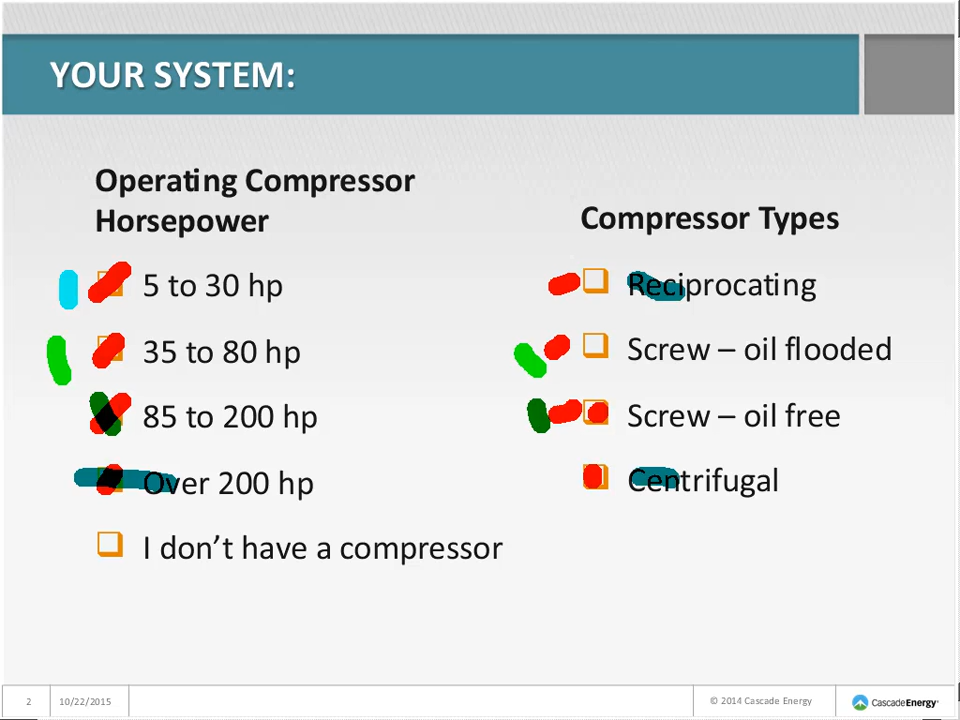 YOUR SYSTEM:
Operating Compressor
Horsepower
5 to 30 hp
35 to 80 hp
85 to 200 hp
Over 200 hp
I don’t have a compressor
Compressor Types
Reciprocating
Screw – oil flooded
Screw – oil free
Centrifugal
2
10/22/2015
© 2014 Cascade Energy
CascadeEnergy